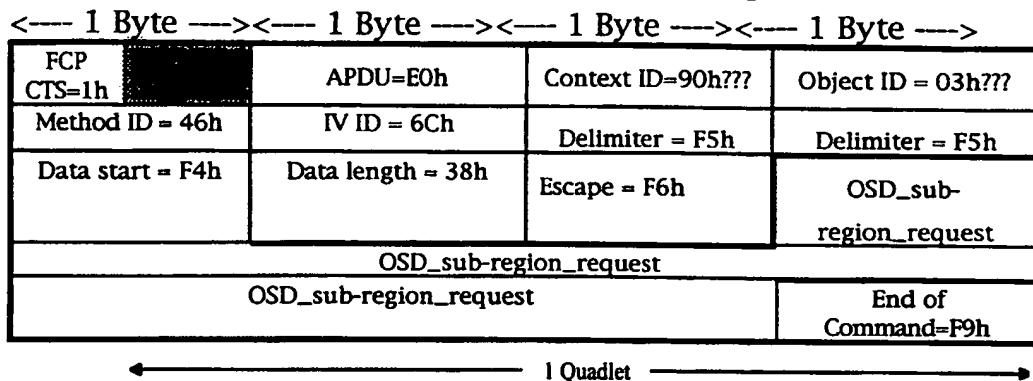 <---- 1 Byte ----><---- 1 Byte ----><---- 1 Byte ----><---- 1 Byte ---->
FCP CTS=1h
APDU=E0h
Context ID=90h???
Object ID = 03h???
Method ID = 46h
IV ID = 6Ch
Delimiter = F5h
Delimiter = F5h
Data start = F4h
Data length = 38h
Escape = F6h
OSD_sub-
region_request
OSD_sub-region_request
OSD_sub-region_request
End of
Command=F9h
1 Quadlet